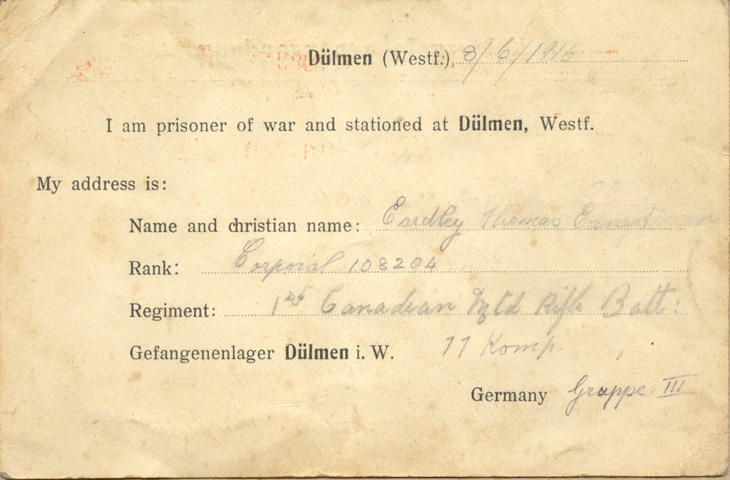 Dülmen (Westf.), 8/6/1916
I am prisoner of war and stationed at Dülmen, Westf.
My address is:
Name and christian name: Eardley Thomas
Rank: Corporal 108204
Regiment: 1st Canadian Mtd Rifle Batt:
Gefangenenlager Dülmen i. W. 11 Komp.
Germany Gruppe III